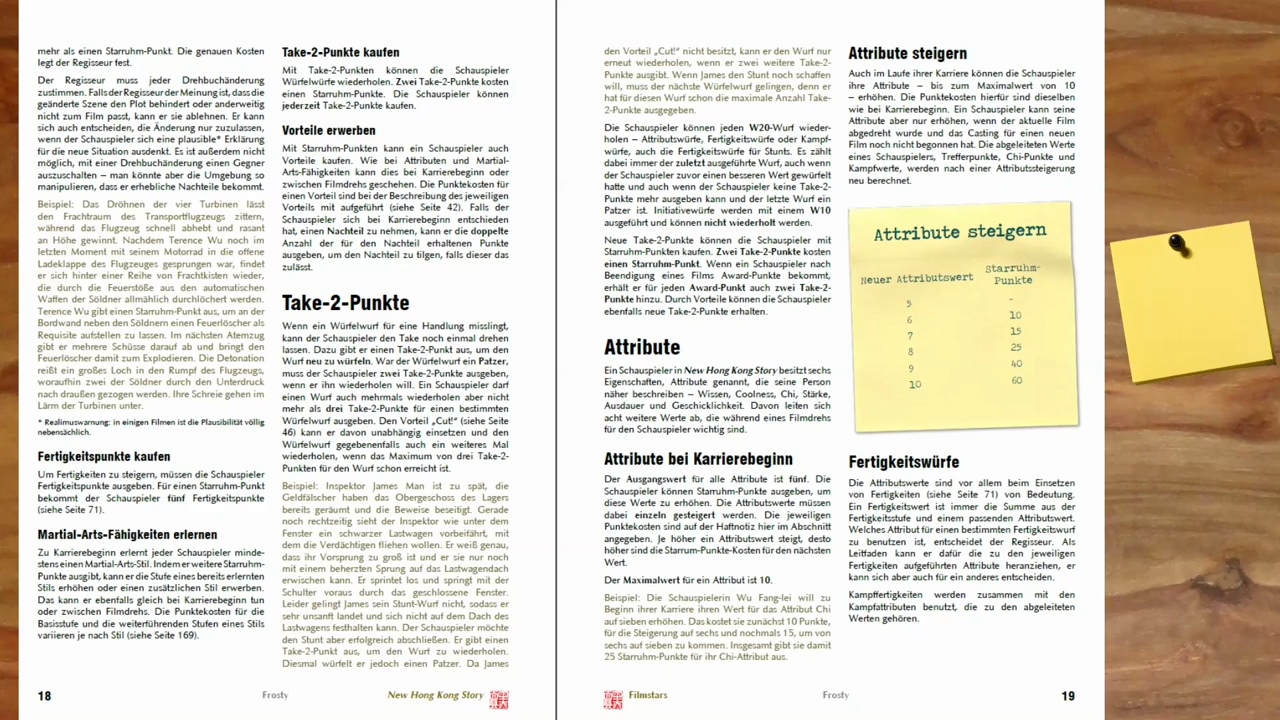 mehr als einen Starruhm-Punkt. Die genauen Kosten
legt der Regisseur fest.
Der Regisseur muss jeder Drehbuchänderung
zustimmen. Falls der Regisseur der Meinung ist, dass die
geänderte Szene den Plot behindert oder anderweitig
nicht zum Film passt, kann er sie ablehnen. Er kann
sich auch entscheiden, die Änderung nur zuzulassen,
wenn der Schauspieler sich eine plausible* Erklärung
für die neue Situation ausdenkt. Es ist außerdem nicht
möglich, mit einer Drehbuchänderung einen Gegner
auszuschalten – man könnte aber die Umgebung so
manipulieren, dass er erhebliche Nachteile bekommt.
Beispiel: Das Dröhnen der vier Turbinen lässt
den Frachtraum des Transportflugzeugs zittern,
während das Flugzeug schnell abhebt und rasant
an Höhe gewinnt. Nachdem Terence Wu noch im
letzten Moment mit seinem Motorrad in die offene
Ladeklappe des Flugzeuges gesprungen war, findet
er sich hinter einer Reihe von Frachtkisten wieder,
die durch die Feuerstöße aus den automatischen
Waffen der Söldner allmählich durchlöchert werden.
Terence Wu gibt einen Starruhm-Punkt aus, um an der
Bordwand neben den Söldnern einen Feuerlöscher als
Requisite aufstellen zu lassen. Im nächsten Atemzug
gibt er mehrere Schüsse darauf ab und bringt den
Feuerlöscher damit zum Explodieren. Die Detonation
reißt ein großes Loch in den Rumpf des Flugzeugs,
woraufhin zwei der Söldner durch den Unterdruck
nach draußen gezogen werden. Ihre Schreie gehen im
Lärm der Turbinen unter.
* Realimuswarnung: in einigen Filmen ist die Plausibilität völlig
nebensächlich.
Fertigkeitspunkte kaufen
Um Fertigkeiten zu steigern, müssen die Schauspieler
Fertigkeitspunkte ausgeben. Für einen Starruhm-Punkt
bekommt der Schauspieler fünf Fertigkeitspunkte
(siehe Seite 71).
Martial-Arts-Fähigkeiten erlernen
Zu Karrierebeginn erlernt jeder Schauspieler minde-
stens einen Martial-Arts-Stil. Indem er weitere Starruhm-
Punkte ausgibt, kann er die Stufe eines bereits erlernten
Stils erhöhen oder einen zusätzlichen Stil erwerben.
Das kann er ebenfalls gleich bei Karrierebeginn tun
oder zwischen Filmdrehs. Die Punktekosten für die
Basisstufe und die weiterführenden Stufen eines Stils
variieren je nach Stil (siehe Seite 169).
Take-2-Punkte kaufen
Mit Take-2-Punkten können die Schauspieler
Würfelwürfe wiederholen. Zwei Take-2-Punkte kosten
einen Starruhm-Punkte. Die Schauspieler können
jederzeit Take-2-Punkte kaufen.
Vorteile erwerben
Mit Starruhm-Punkten kann ein Schauspieler auch
Vorteile kaufen. Wie bei Attributen und Martial-
Arts-Fähigkeiten kann dies bei Karrierebeginn oder
zwischen Filmdrehs geschehen. Die Punktekosten für
einen Vorteil sind bei der Beschreibung des jeweiligen
Vorteils mit aufgeführt (siehe Seite 42). Falls der
Schauspieler sich bei Karrierebeginn entschieden
hat, einen Nachteil zu nehmen, kann er die doppelte
Anzahl der für den Nachteil erhaltenen Punkte
ausgeben, um den Nachteil zu tilgen, falls dieser das
zulässt.
Take-2-Punkte
Wenn ein Würfelwurf für eine Handlung misslingt,
kann der Schauspieler den Take noch einmal drehen
lassen. Dazu gibt er einen Take-2-Punkt aus, um den
Wurf neu zu würfeln. War der Würfelwurf ein Patzer,
muss der Schauspieler zwei Take-2-Punkte ausgeben,
wenn er ihn wiederholen will. Ein Schauspieler darf
einen Wurf auch mehrmals wiederholen aber nicht
mehr als drei Take-2-Punkte für einen bestimmten
Würfelwurf ausgeben. Den Vorteil „Cut!“ (siehe Seite
46) kann er davon unabhängig einsetzen und den
Würfelwurf gegebenenfalls auch ein weiteres Mal
wiederholen, wenn das Maximum von drei Take-2-
Punkten für den Wurf schon erreicht ist.
Beispiel: Inspektor James Man ist zu spät, die
Geldfälscher haben das Obergeschoss des Lagers
bereits geräumt und die Beweise beseitigt. Gerade
noch rechtzeitig sieht der Inspektor wie unter dem
Fenster ein schwarzer Lastwagen vorbeifährt, mit
dem die Verdächtigen fliehen wollen. Er weiß genau,
dass ihr Vorsprung zu groß ist und er sie nur noch
mit einem beherzten Sprung auf das Lastwagendach
erwischen kann. Er sprintet los und springt mit der
Schulter voraus durch das geschlossene Fenster.
Leider gelingt James sein Stunt-Wurf nicht, sodass er
sehr unsanft landet und sich nicht auf dem Dach des
Lastwagens festhalten kann. Der Schauspieler möchte
den Stunt aber erfolgreich abschließen. Er gibt einen
Take-2-Punkt aus, um den Wurf zu wiederholen.
Diesmal würfelt er jedoch einen Patzer. Da James
18
Frosty
New Hong Kong Story
den Vorteil „Cut!“ nicht besitzt, kann er den Wurf nur
erneut wiederholen, wenn er zwei weitere Take-2-
Punkte ausgibt. Wenn James den Stunt noch schaffen
will, muss der nächste Würfelwurf gelingen, denn er
hat für diesen Wurf schon die maximale Anzahl Take-
2-Punkte ausgegeben.
Die Schauspieler können jeden W20-Wurf wieder-
holen – Attributswürfe, Fertigkeitswürfe oder Kampf-
würfe, auch die Fertigkeitswürfe für Stunts. Es zählt
dabei immer der zuletzt ausgeführte Wurf, auch wenn
der Schauspieler zuvor einen besseren Wurf gewürfelt
hatte und auch wenn der Schauspieler keine Take-2-
Punkte mehr ausgeben kann und der letzte Wurf ein
Patzer ist. Initiativewürfe werden mit einem W10
ausgeführt und können nicht wiederholt werden.
Neue Take-2-Punkte können die Schauspieler mit
Starruhm-Punkten kaufen. Zwei Take-2-Punkte kosten
einen Starruhm-Punkt. Wenn ein Schauspieler nach
Beendigung eines Films Award-Punkte bekommt,
erhält er für jeden Award-Punkt auch zwei Take-2-
Punkte hinzu. Durch Vorteile können die Schauspieler
ebenfalls neue Take-2-Punkte erhalten.
Attribute
Ein Schauspieler in New Hong Kong Story besitzt sechs
Eigenschaften, Attribute genannt, die seine Person
näher beschreiben – Wissen, Coolness, Chi, Stärke,
Ausdauer und Geschicklichkeit. Davon leiten sich
acht weitere Werte ab, die während eines Filmdrehs
für den Schauspieler wichtig sind.
Attribute bei Karrierebeginn
Der Ausgangswert für alle Attribute ist fünf. Die
Schauspieler können Starruhm-Punkte ausgeben, um
diese Werte zu erhöhen. Die Attributswerte müssen
dabei einzeln gesteigert werden. Die jeweiligen
Punktekosten sind auf der Haftnotiz hier im Abschnitt
angegeben. Je höher ein Attributswert steigt, desto
höher sind die Starrum-Punkte-Kosten für den nächsten
Wert.
Der Maximalwert für ein Attribut ist 10.
Beispiel: Die Schauspielerin Wu Fang-lei will zu
Beginn ihrer Karriere ihren Wert für das Attribut Chi
auf sieben erhöhen. Das kostet sie zunächst 10 Punkte,
für die Steigerung auf sechs und nochmals 15, um von
sechs auf sieben zu kommen. Insgesamt gibt sie damit
25 Starruhm-Punkte für ihr Chi-Attribut aus.
Attribute steigern
Auch im Laufe ihrer Karriere können die Schauspieler
ihre Attribute – bis zum Maximalwert von 10
– erhöhen. Die Punktekosten hierfür sind dieselben
wie bei Karrierebeginn. Ein Schauspieler kann seine
Attribute aber nur erhöhen, wenn der aktuelle Film
abgedreht wurde und das Casting für einen neuen
Film noch nicht begonnen hat. Die abgeleiteten Werte
eines Schauspielers, Trefferpunkte, Chi-Punkte und
Kampfwerte, werden nach einer Attributssteigerung
neu berechnet.
Attribute steigern
Neuer Attributswert Starruhm-
Punkte
5 -
6 10
7 15
8 25
9 40
10 60
Fertigkeitswürfe
Die Attributswerte sind vor allem beim Einsetzen
von Fertigkeiten (siehe Seite 71) von Bedeutung.
Ein Fertigkeitswert ist immer die Summe aus der
Fertigkeitsstufe und einem passenden Attributswert.
Welches Attribut für einen bestimmten Fertigkeitswurf
zu benutzen ist, entscheidet der Regisseur. Als
Leitfaden kann er dafür die zu den jeweiligen
Fertigkeiten aufgeführten Attribute heranziehen, er
kann sich aber auch für ein anderes entscheiden.
Kampffertigkeiten werden zusammen mit den
Kampfattributen benutzt, die zu den abgeleiteten
Werten gehören.
Filmstars
Frosty
19